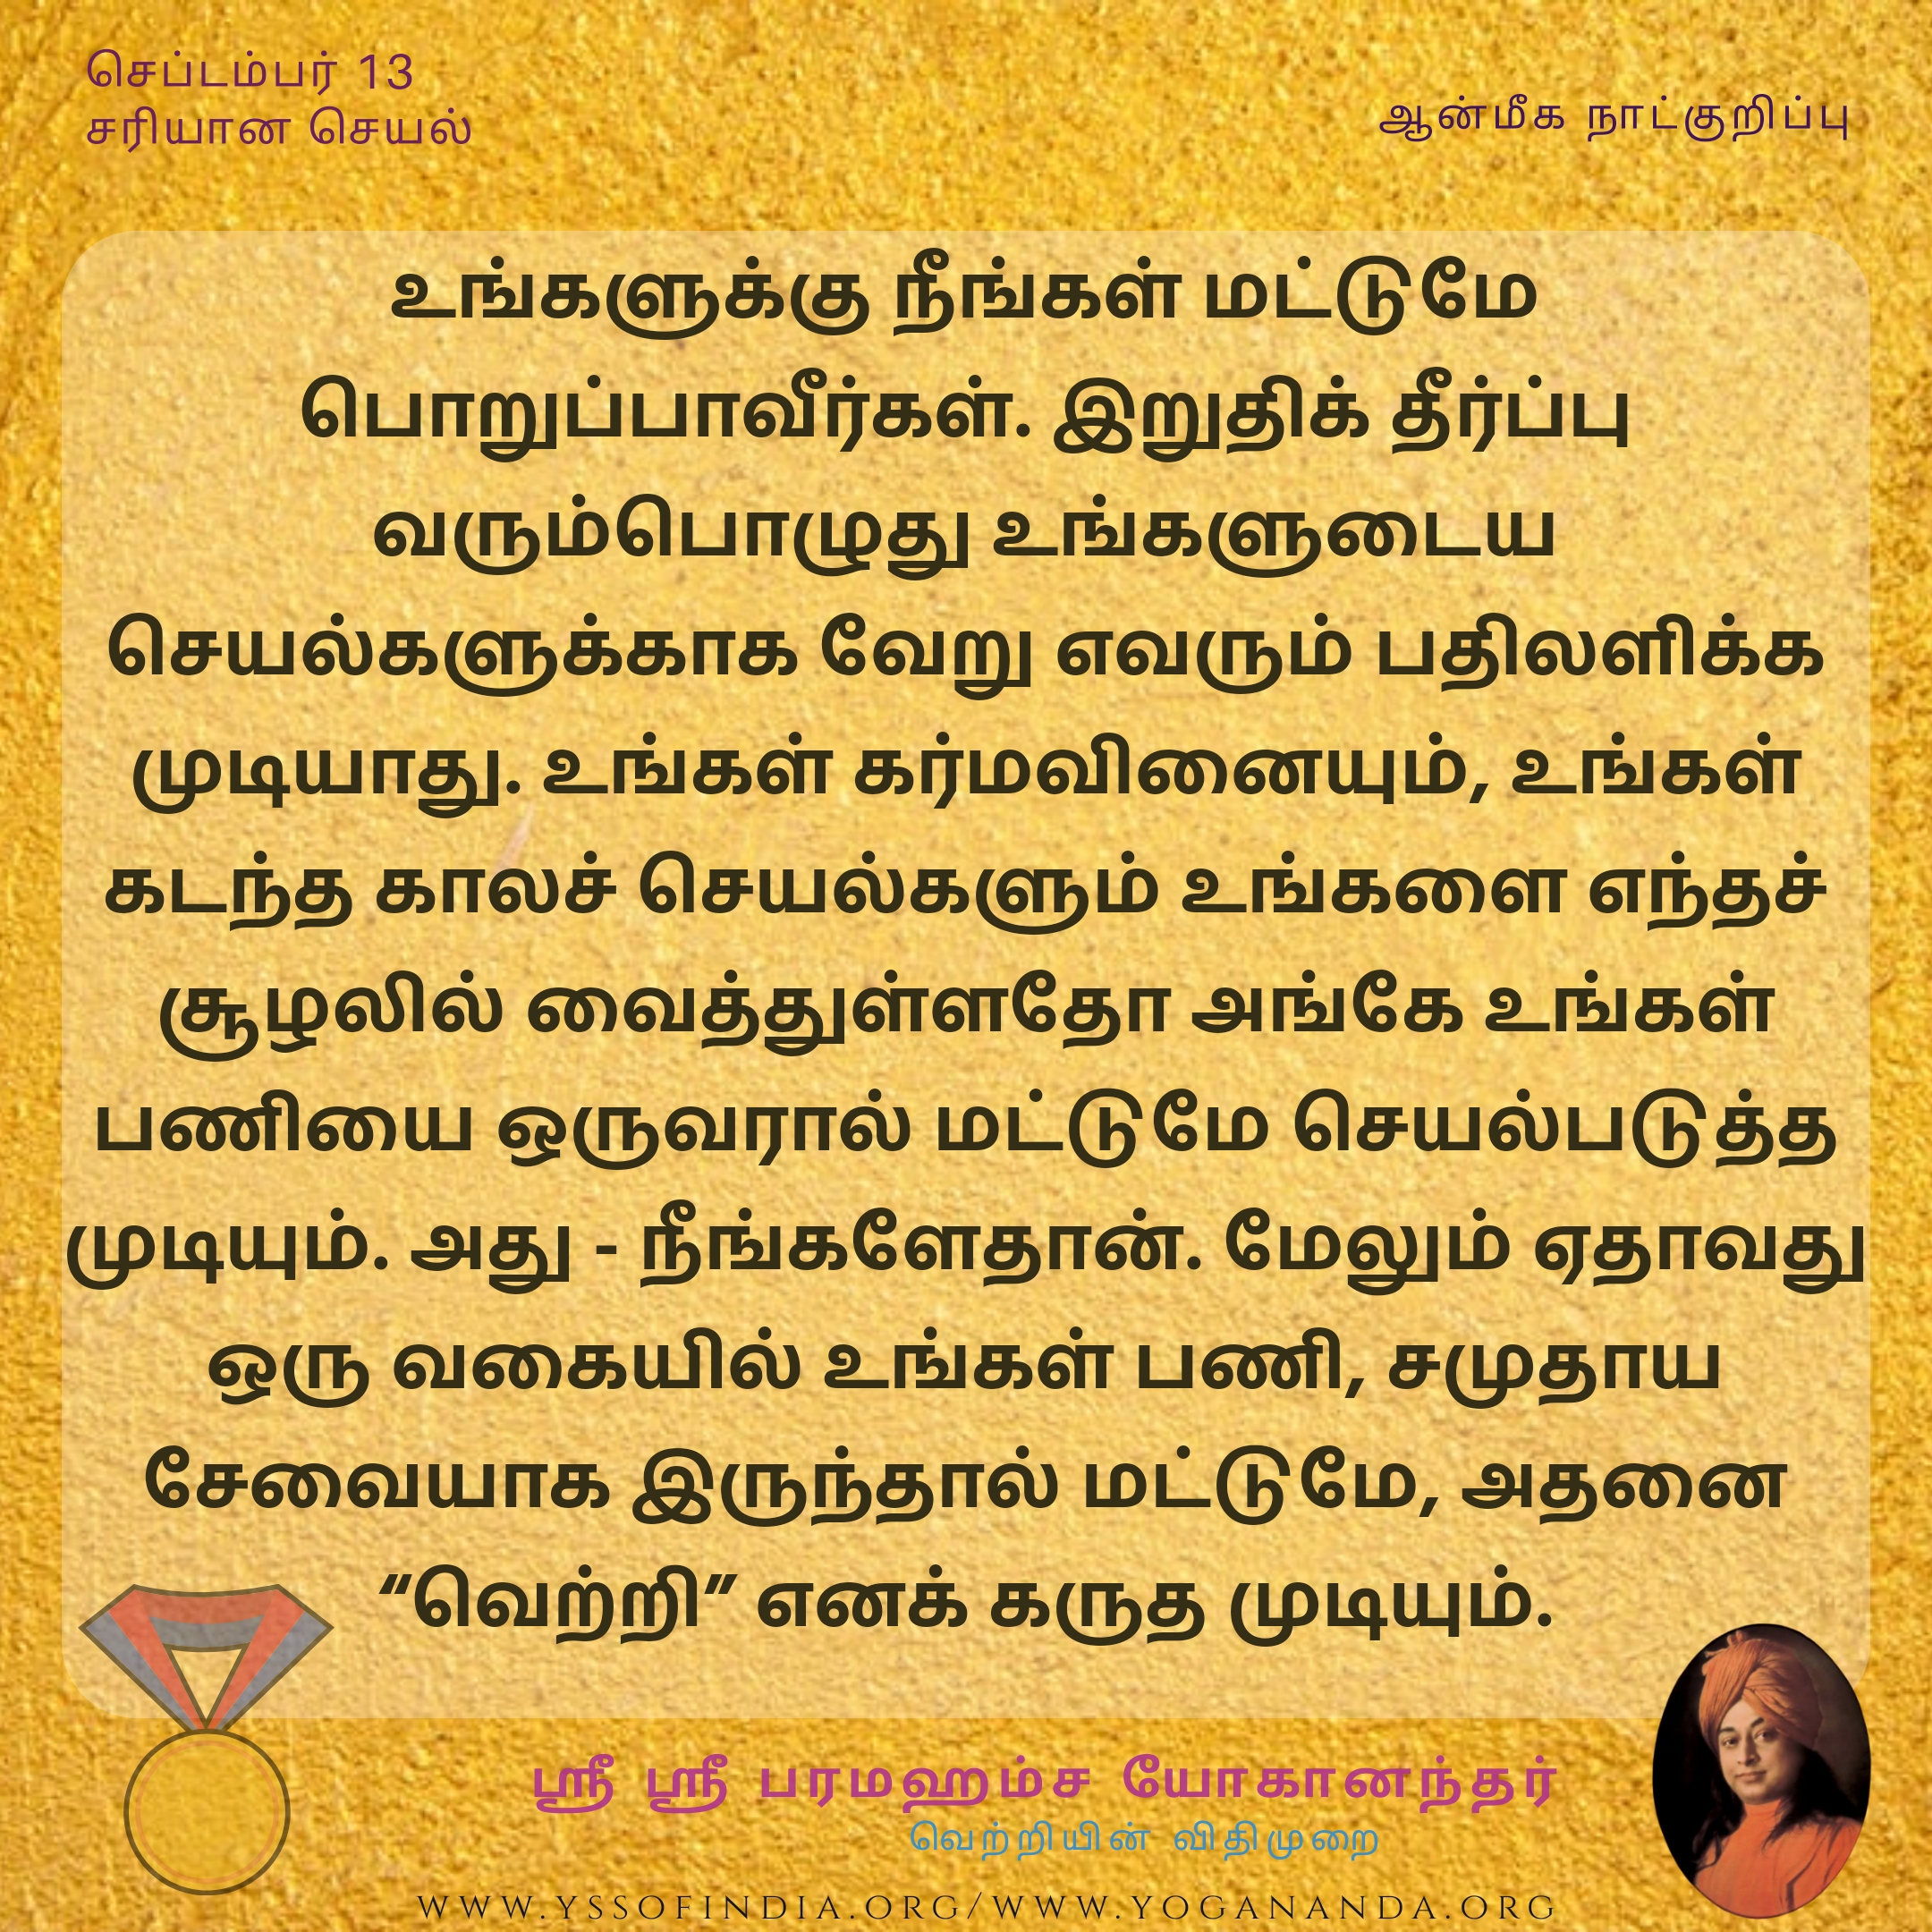 செப்டம்பர் 13
சரியான செயல்
ஆன்மீக நாட்குறிப்பு
உங்களுக்கு நீங்கள் மட்டுமே
பொறுப்பாவீர்கள். இறுதிக் தீர்ப்பு
வரும்பொழுது உங்களுடைய
செயல்களுக்காக வேறு எவரும் பதிலளிக்க
முடியாது. உங்கள் கர்மவினையும், உங்கள்
கடந்த காலச் செயல்களும் உங்களை எந்தச்
சூழலில் வைத்துள்ளதோ அங்கே உங்கள்
பணியை ஒருவரால் மட்டுமே செயல்படுத்த
முடியும். அது - நீங்களேதான். மேலும் ஏதாவது
ஒரு வகையில் உங்கள் பணி, சமுதாய
சேவையாக இருந்தால் மட்டுமே, அதனை
“வெற்றி” எனக் கருத முடியும்.
ஸ்ரீ ஸ்ரீ பரமஹம்ச யோகானந்தர்
வெற்றியின் விதிமுறை
WWW.YSSOFINDIA.ORG/WWW.YOGANANDA.ORG